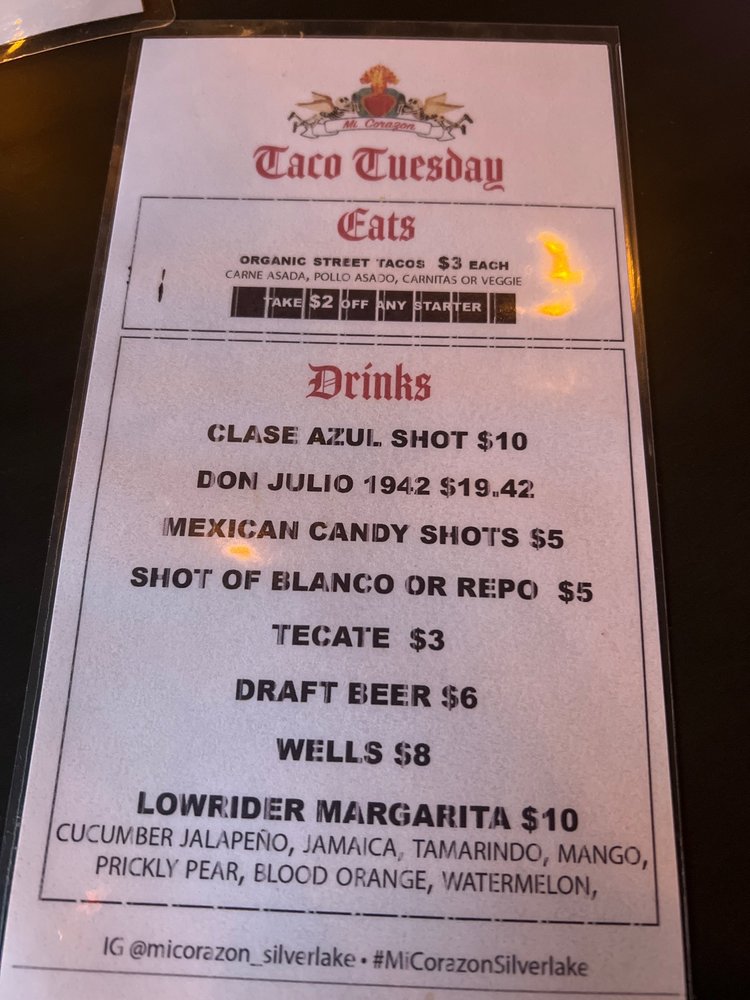 Mi Corazon
Taco Tuesday
Eats
ORGANIC STREET TACOS $3 EACH
CARNE ASADA, POLLO ASADO, CARNITAS OR VEGGIE
TAKE $2 OFF ANY STARTER
Drinks
CLASE AZUL SHOT $10
DON JULIO 1942 $19.42
MEXICAN CANDY SHOTS $5
SHOT OF BLANCO OR REPO $5
TECATE $3
DRAFT BEER $6
WELLS $8
LOWRIDER MARGARITA $10
CUCUMBER JALAPEÑO, JAMAICA, TAMARINDO, MANGO,
PRICKLY PEAR, BLOOD ORANGE, WATERMELON,
IG @micorazon_silverlake • #MiCorazonSilverlake